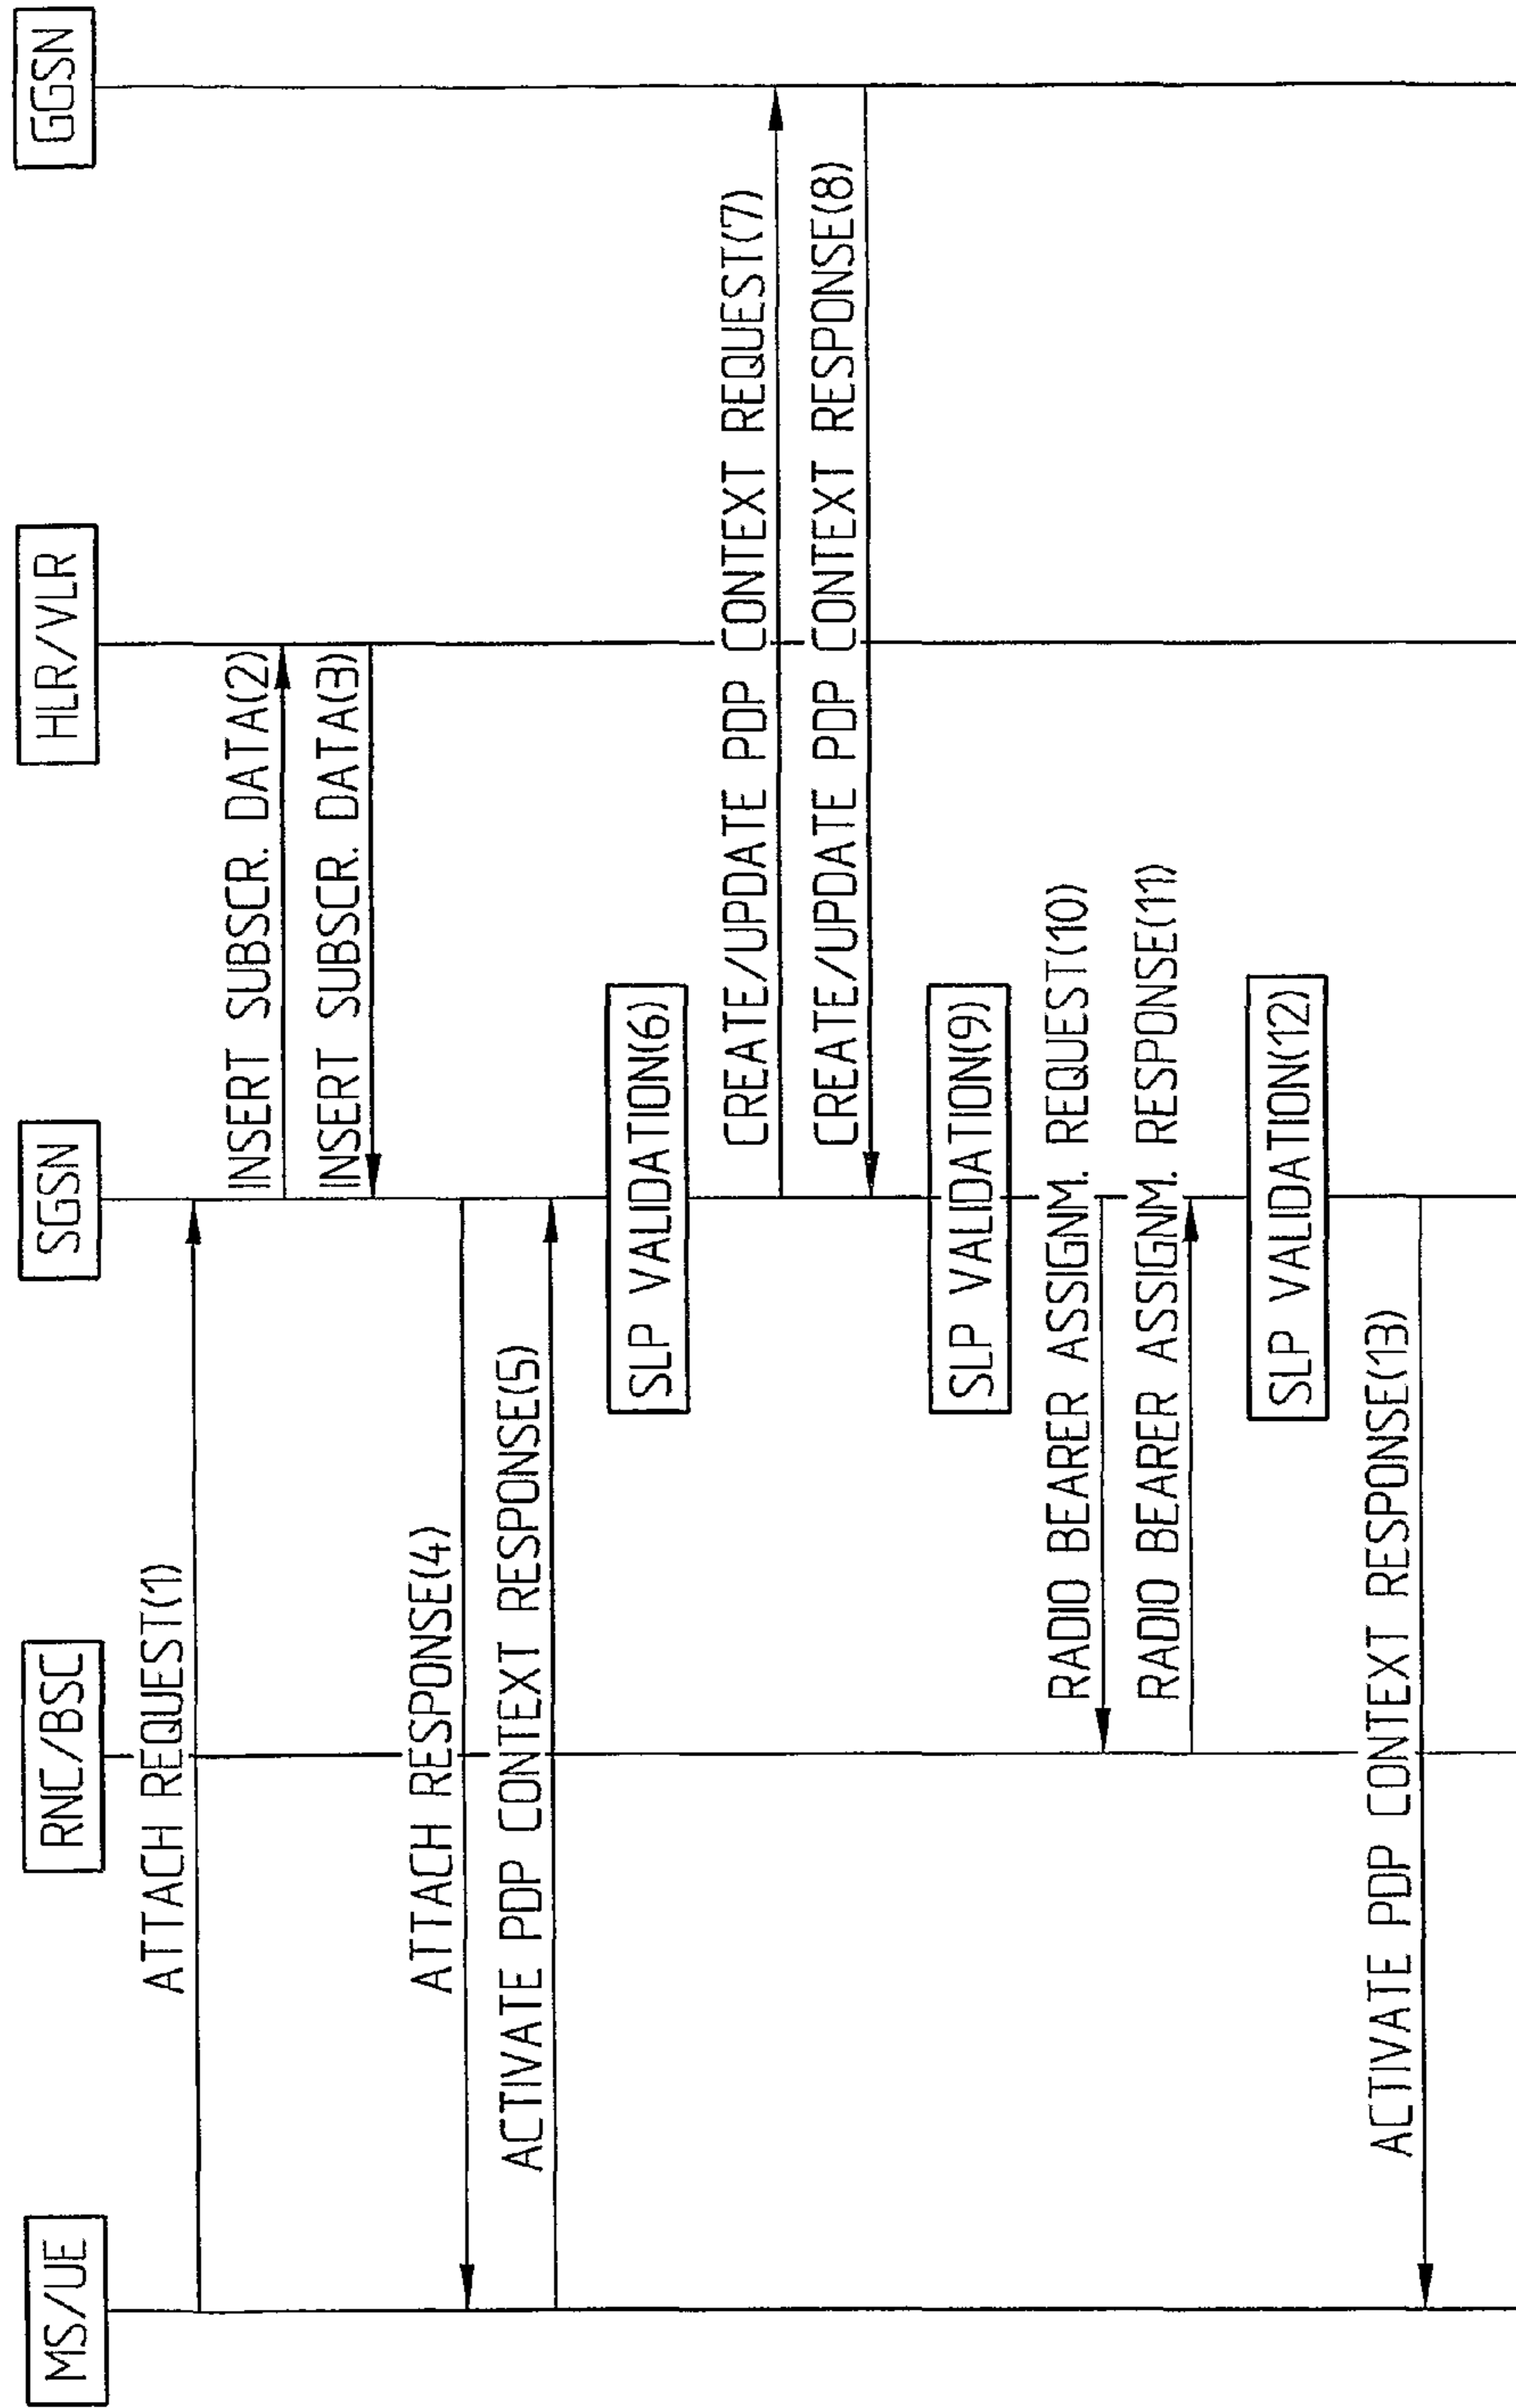 MS/UE
RNC/BSC
SGSN
HLR/VLR
GGSN
ATTACH REQUEST(1)
INSERT SUBSCR. DATA(2)
INSERT SUBSCR. DATA(3)
ATTACH RESPONSE(4)
ACTIVATE PDP CONTEXT RESPONSE(5)
SLP VALIDATION(6)
CREATE/UPDATE PDP CONTEXT REQUEST(7)
CREATE/UPDATE PDP CONTEXT RESPONSE(8)
SLP VALIDATION(9)
RADIO BEARER ASSIGNM. REQUEST(10)
RADIO BEARER ASSIGNM. RESPONSE(11)
SLP VALIDATION(12)
ACTIVATE PDP CONTEXT RESPONSE(13)